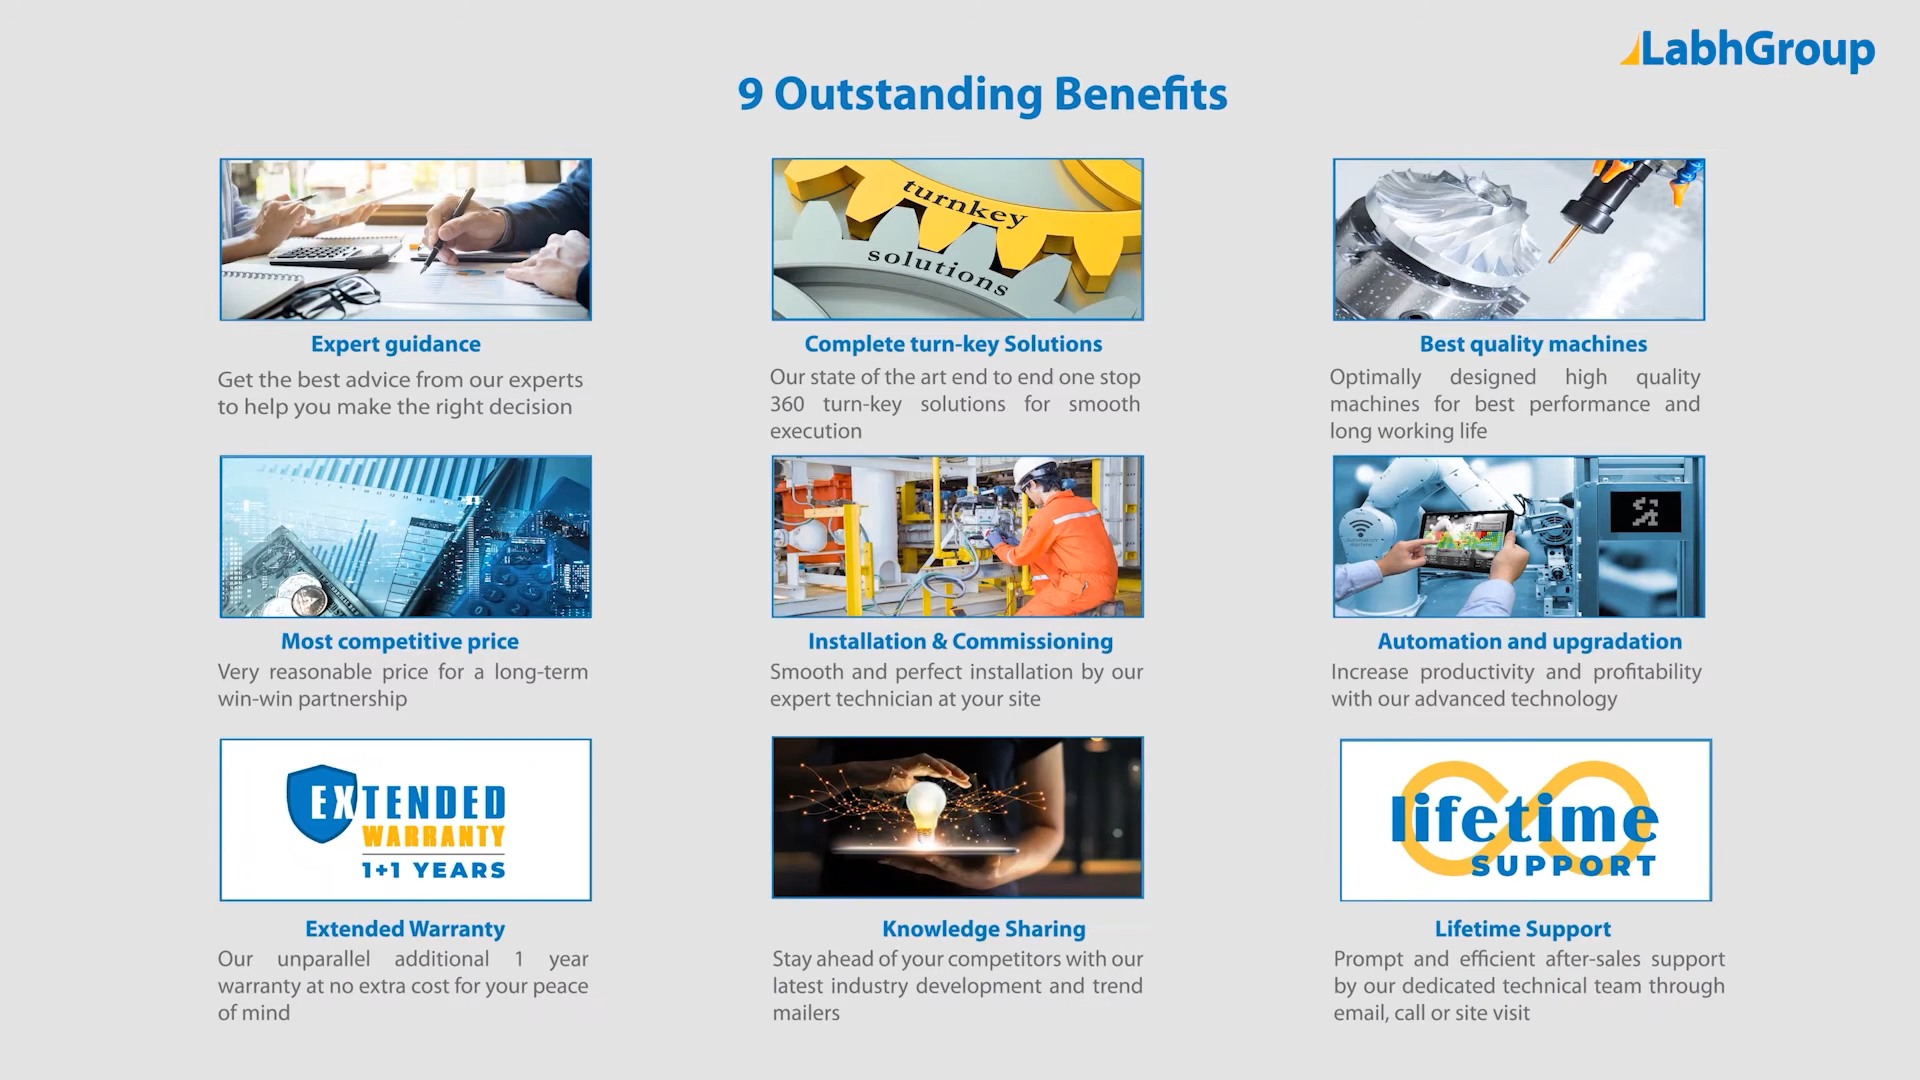 LabhGroup
9 Outstanding Benefits
turnkey
solutions
Expert guidance
Get the best advice from our experts
to help you make the right decision
Complete turn-key Solutions
Our state of the art end to end one stop
360 turn-key solutions for smooth
execution
Best quality machines
Optimally designed high quality
machines for best performance and
long working life
Most competitive price
Very reasonable price for a long-term
win-win partnership
Installation & Commissioning
Smooth and perfect installation by our
expert technician at your site
Automation and upgradation
Increase productivity and profitability
with our advanced technology
EXTENDED
WARRANTY
1+1 YEARS
Extended Warranty
Our unparallel additional 1 year
warranty at no extra cost for your peace
of mind
Knowledge Sharing
Stay ahead of your competitors with our
latest industry development and trend
mailers
lifetime
SUPPORT
Lifetime Support
Prompt and efficient after-sales support
by our dedicated technical team through
email, call or site visit